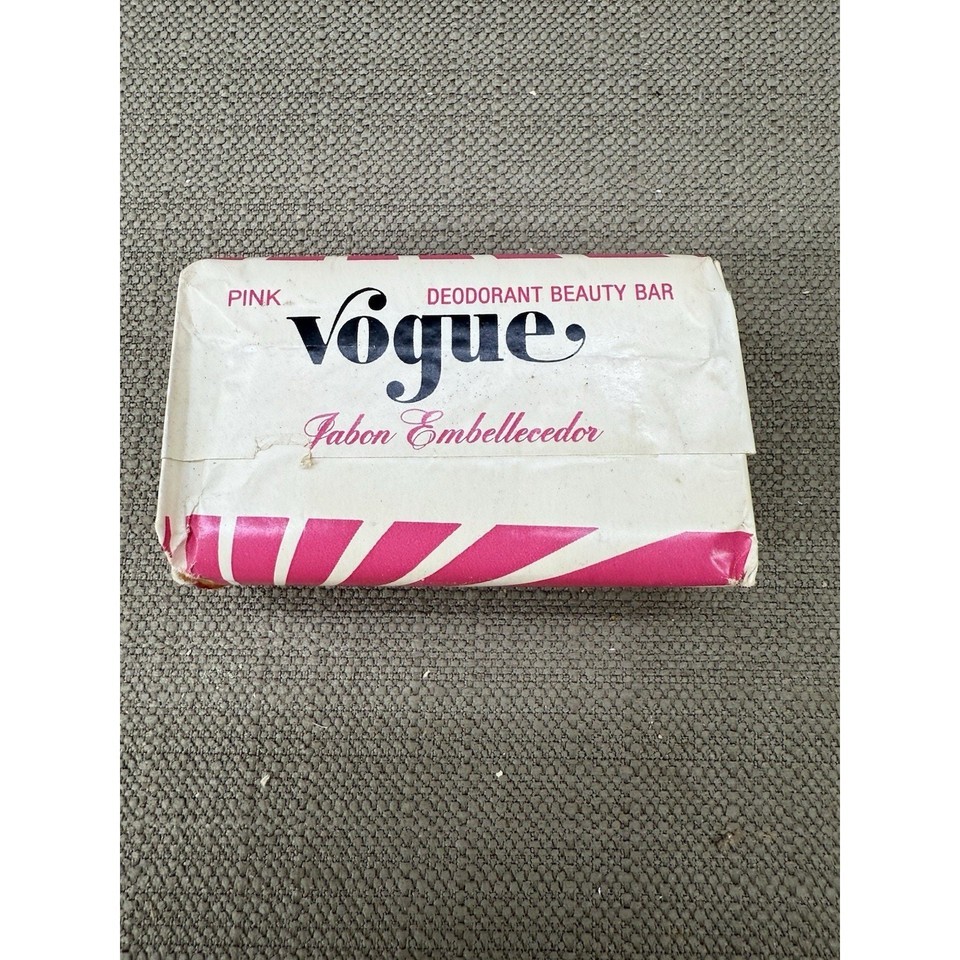 PINK DEODORANT BEAUTY BAR
vogue
Jabon Embellecedor